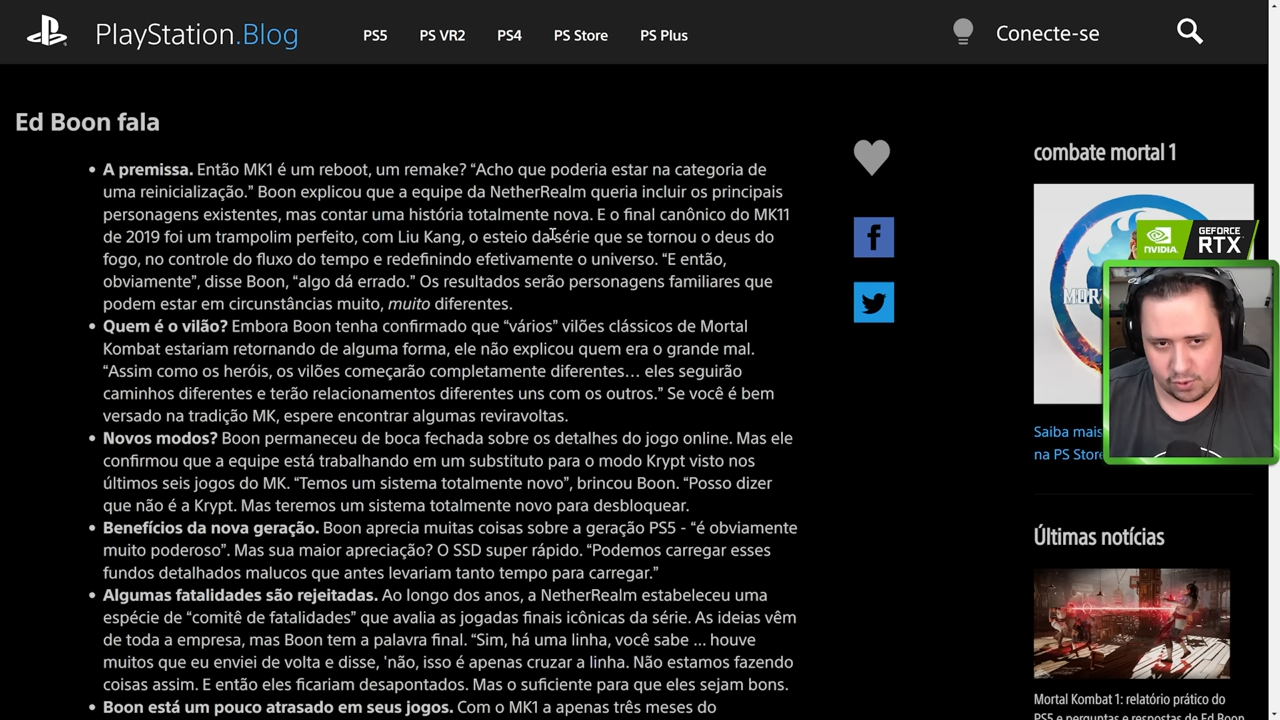 PlayStation.Blog
PS5
PS VR2
PS4
PS Store
PS Plus
Conecte-se
Ed Boon fala
• A premissa. Então MK1 é um reboot, um remake? “Acho que poderia estar na categoria de
uma reinicialização.” Boon explicou que a equipe da NetherRealm queria incluir os principais
personagens existentes, mas contar uma história totalmente nova. E o final canônico do MK11
de 2019 foi um trampolim perfeito, com Liu Kang, o esteio da série que se tornou o deus do
fogo, no controle do fluxo do tempo e redefinindo efetivamente o universo. “E então,
obviamente”, disse Boon, “algo dá errado.” Os resultados serão personagens familiares que
podem estar em circunstâncias muito, muito diferentes.
• Quem é o vilão? Embora Boon tenha confirmado que “vários” vilões clássicos de Mortal
Kombat estariam retornando de alguma forma, ele não explicou quem era o grande mal.
“Assim como os heróis, os vilões começarão completamente diferentes… eles seguirão
caminhos diferentes e terão relacionamentos diferentes uns com os outros.” Se você é bem
versado na tradição MK, espere encontrar algumas reviravoltas.
• Novos modos? Boon permaneceu de boca fechada sobre os detalhes do jogo online. Mas ele
confirmou que a equipe está trabalhando em um substituto para o modo Krypt visto nos
últimos seis jogos do MK. “Temos um sistema totalmente novo”, brincou Boon. “Posso dizer
que não é a Krypt. Mas teremos um sistema totalmente novo para desbloquear.
• Benefícios da nova geração. Boon aprecia muitas coisas sobre a geração PS5 - “é obviamente
muito poderoso”. Mas sua maior apreciação? O SSD super rápido. “Podemos carregar esses
fundos detalhados malucos que antes levariam tanto tempo para carregar.”
• Algumas fatalidades são rejeitadas. Ao longo dos anos, a NetherRealm estabeleceu uma
espécie de “comitê de fatalidades” que avalia as jogadas finais icônicas da série. As ideias vêm
de toda a empresa, mas Boon tem a palavra final. “Sim, há uma linha, você sabe ... houve
muitos que eu enviei de volta e disse, 'não, isso é apenas cruzar a linha. Não estamos fazendo
coisas assim. E então eles ficariam desapontados. Mas o suficiente para que eles sejam bons.
• Boon está um pouco atrasado em seus jogos. Com o MK1 a apenas três meses do
combate mortal 1
MOR
NVIDIA
GEFORCE
RTX
Saiba mais
na PS Store
Últimas notícias
Mortal Kombat 1: relatório prático do
PS5 e perguntas e respostas de Ed Boon